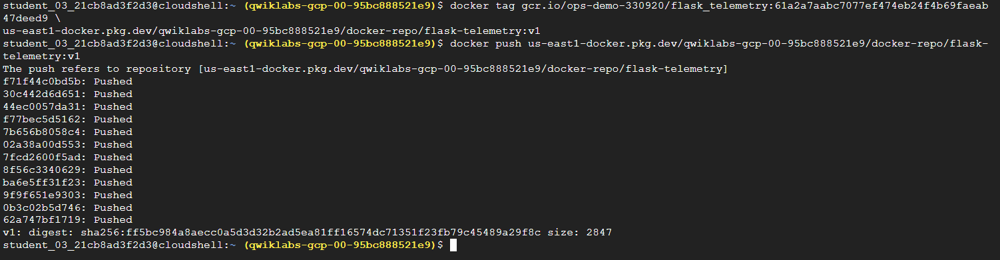 student_03_21cb8ad3f2d3@cloudshell:~ (qwiklabs-gcp-00-95bc888521e9)$ docker tag gcr.io/ops-demo-330920/flask_telemetry:61a2a7aabc7077ef474eb24f4b69faeab
47deed9 \
us-east1-docker.pkg.dev/qwiklabs-gcp-00-95bc888521e9/docker-repo/flask-telemetry:v1
student_03_21cb8ad3f2d3@cloudshell:~ (qwiklabs-gcp-00-95bc888521e9)$ docker push us-east1-docker.pkg.dev/qwiklabs-gcp-00-95bc888521e9/docker-repo/flask-
telemetry:v1
The push refers to repository [us-east1-docker.pkg.dev/qwiklabs-gcp-00-95bc888521e9/docker-repo/flask-telemetry]
f71f44c0bd5b: Pushed
30c442d6d651: Pushed
44ec0057da31: Pushed
f77bec5d5162: Pushed
7b656b8058c4: Pushed
02a38a00d553: Pushed
7fcd2600f5ad: Pushed
8f56c3340629: Pushed
ba6e5ff31f23: Pushed
9f9f651e9303: Pushed
0b3c02b5d746: Pushed
62a747bf1719: Pushed
v1: digest: sha256:ff5bc984a8aecc0a5d3d32b2ad5ea81ff16574dc71351f23fb79c45489a29f8c size: 2847
student_03_21cb8ad3f2d3@cloudshell:~ (qwiklabs-gcp-00-95bc888521e9)$